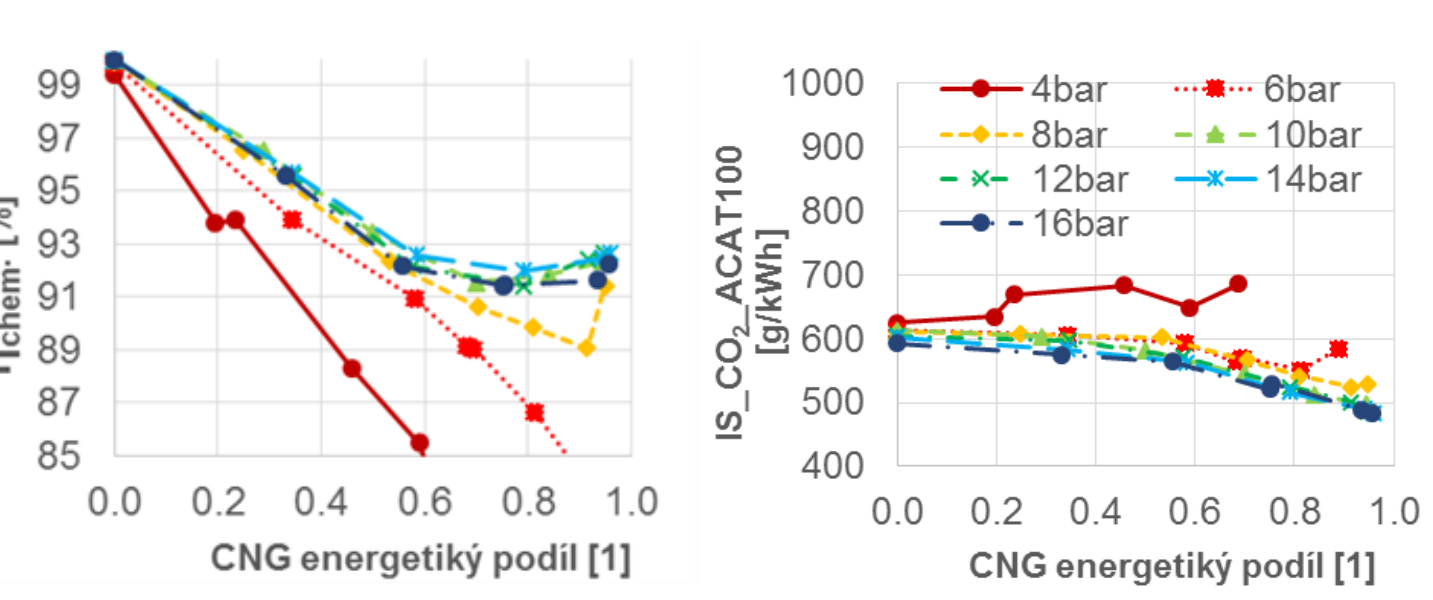 99
97
95
93
91
89
87
85
chem. [%]
0.0 0.2 0.4 0.6 0.8 1.0
CNG energetiký podíl [1]
1000
900
800
700
600
500
400
IS_CO₂_ACAT100
[g/kWh]
4bar 6bar
8bar 10bar
12bar 14bar
16bar
0.0 0.2 0.4 0.6 0.8 1.0
CNG energetiký podíl [1]